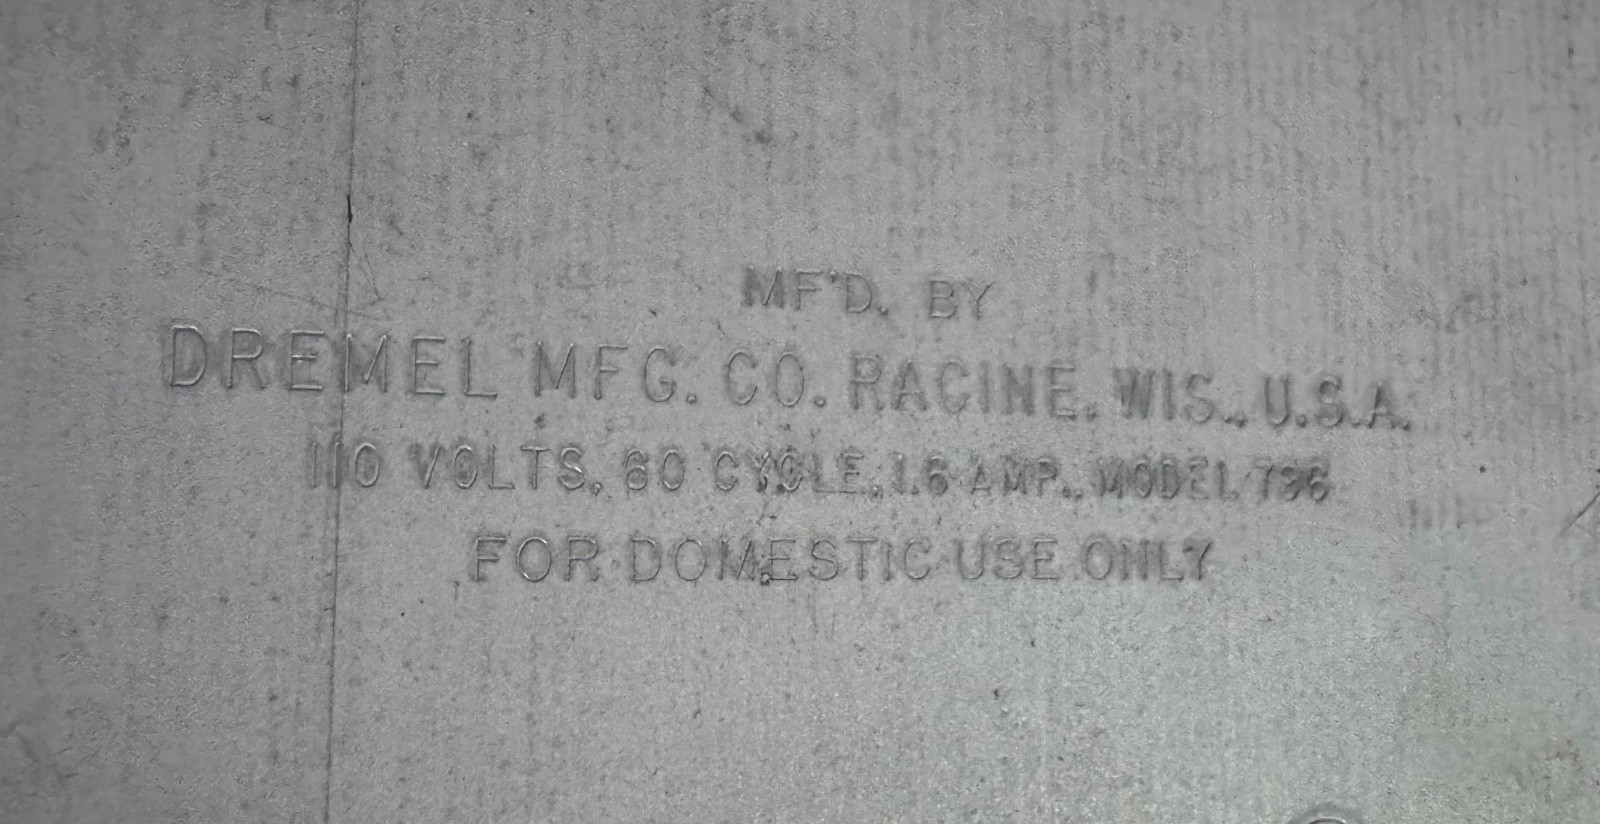 MF'D. BY
DREMEL MFG. CO. RACINE. WIS., U.S.A.
110 VOLTS, 60 CYCLE, 1.6 AMP., MODEL 796
FOR DOMESTIC USE ONLY